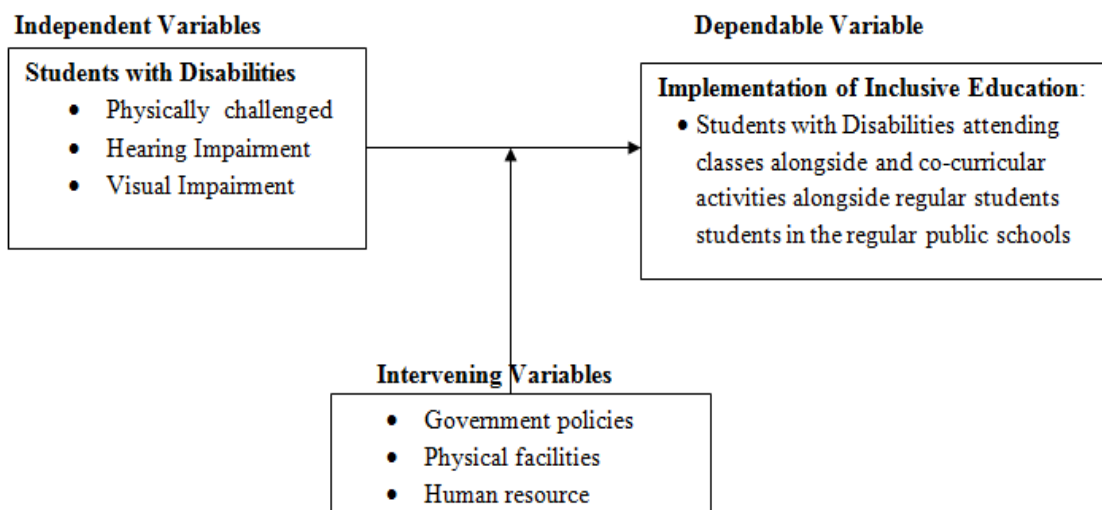 Independent Variables
Students with Disabilities
• Physically challenged
• Hearing Impairment
• Visual Impairment
Dependable Variable
Implementation of Inclusive Education:
• Students with Disabilities attending
classes alongside and co-curricular
activities alongside regular students
students in the regular public schools
Intervening Variables
• Government policies
• Physical facilities
• Human resource